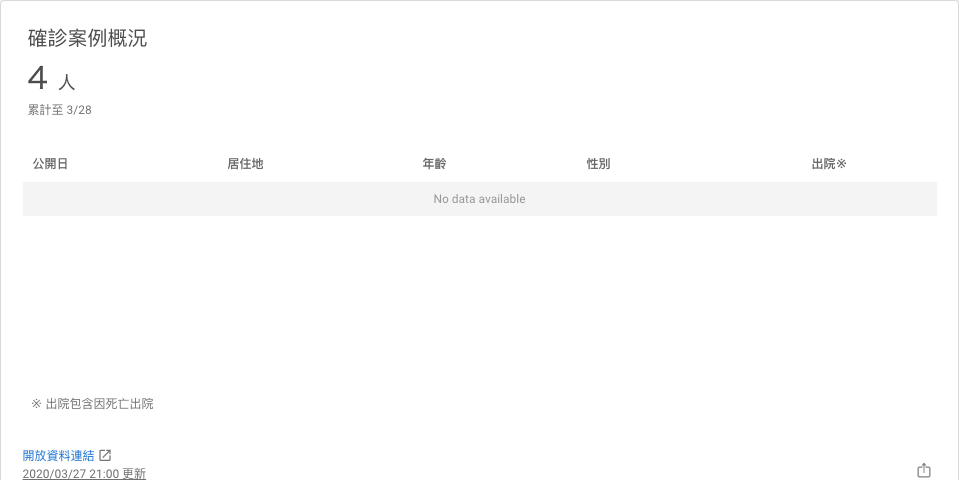 確診案例概況
4 人
累計至 3/28
公開日 居住地 年齡 性別 出院※
No data available
※ 出院包含因死亡出院
開放資料連結
2020/03/27 21:00 更新